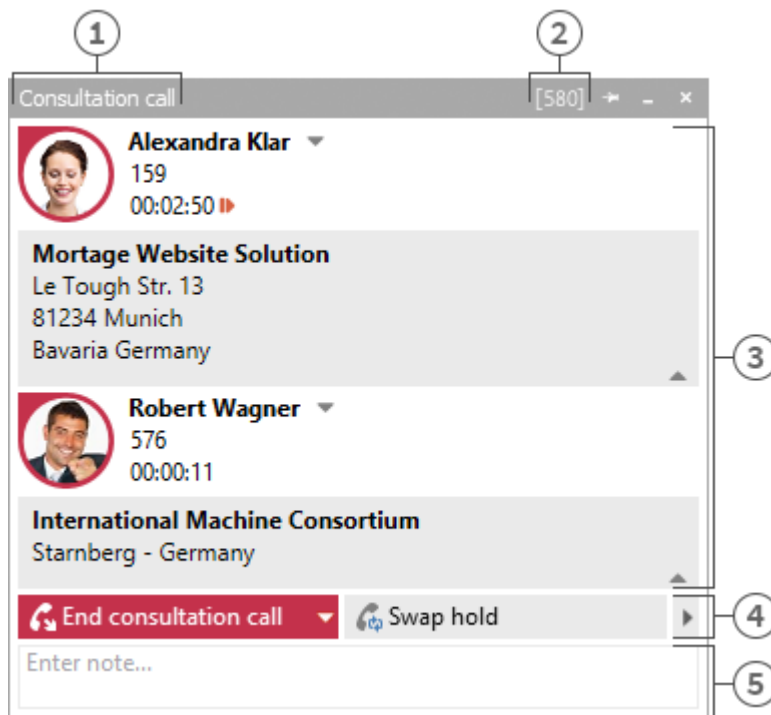 1
2
Consultation call [580]
Alexandra Klar
159
00:02:50
Mortage Website Solution
Le Tough Str. 13
81234 Munich
Bavaria Germany
3
Robert Wagner
576
00:00:11
International Machine Consortium
Starnberg - Germany
End consultation call Swap hold
4
Enter note...
5